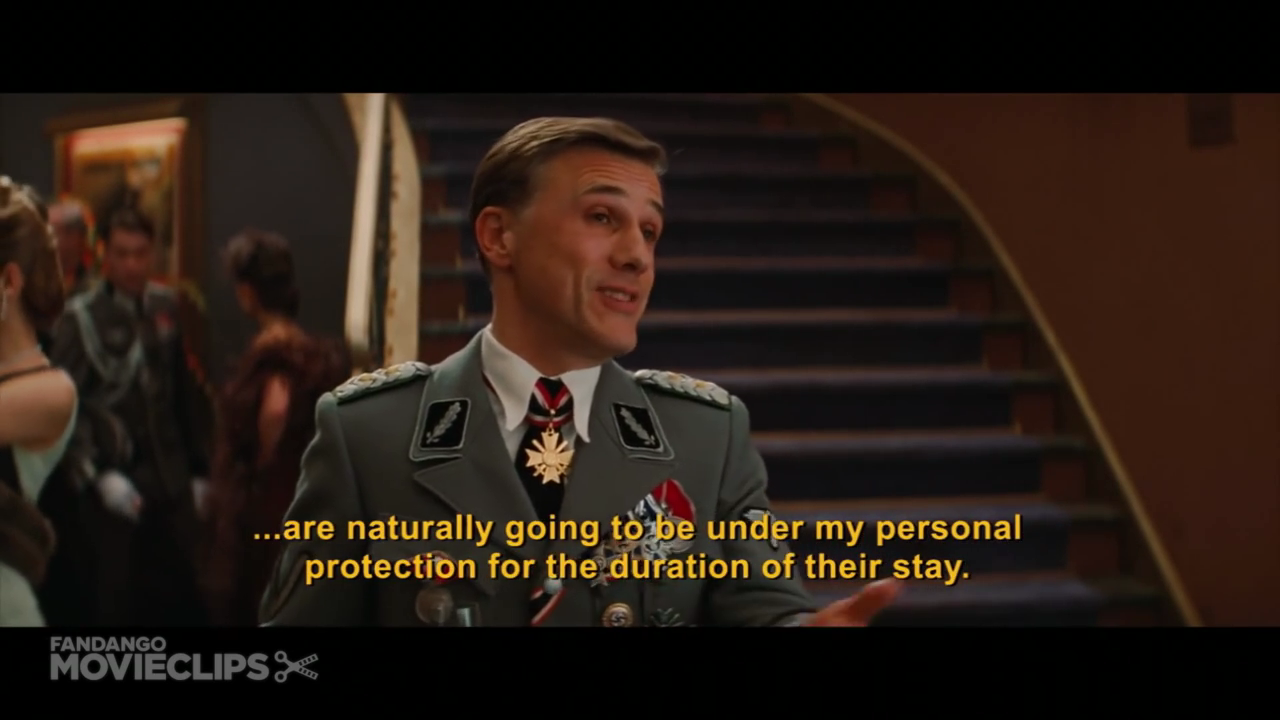 ...are naturally going to be under my personal
protection for the duration of their stay.
FANDANGO
MOVIECLIPS